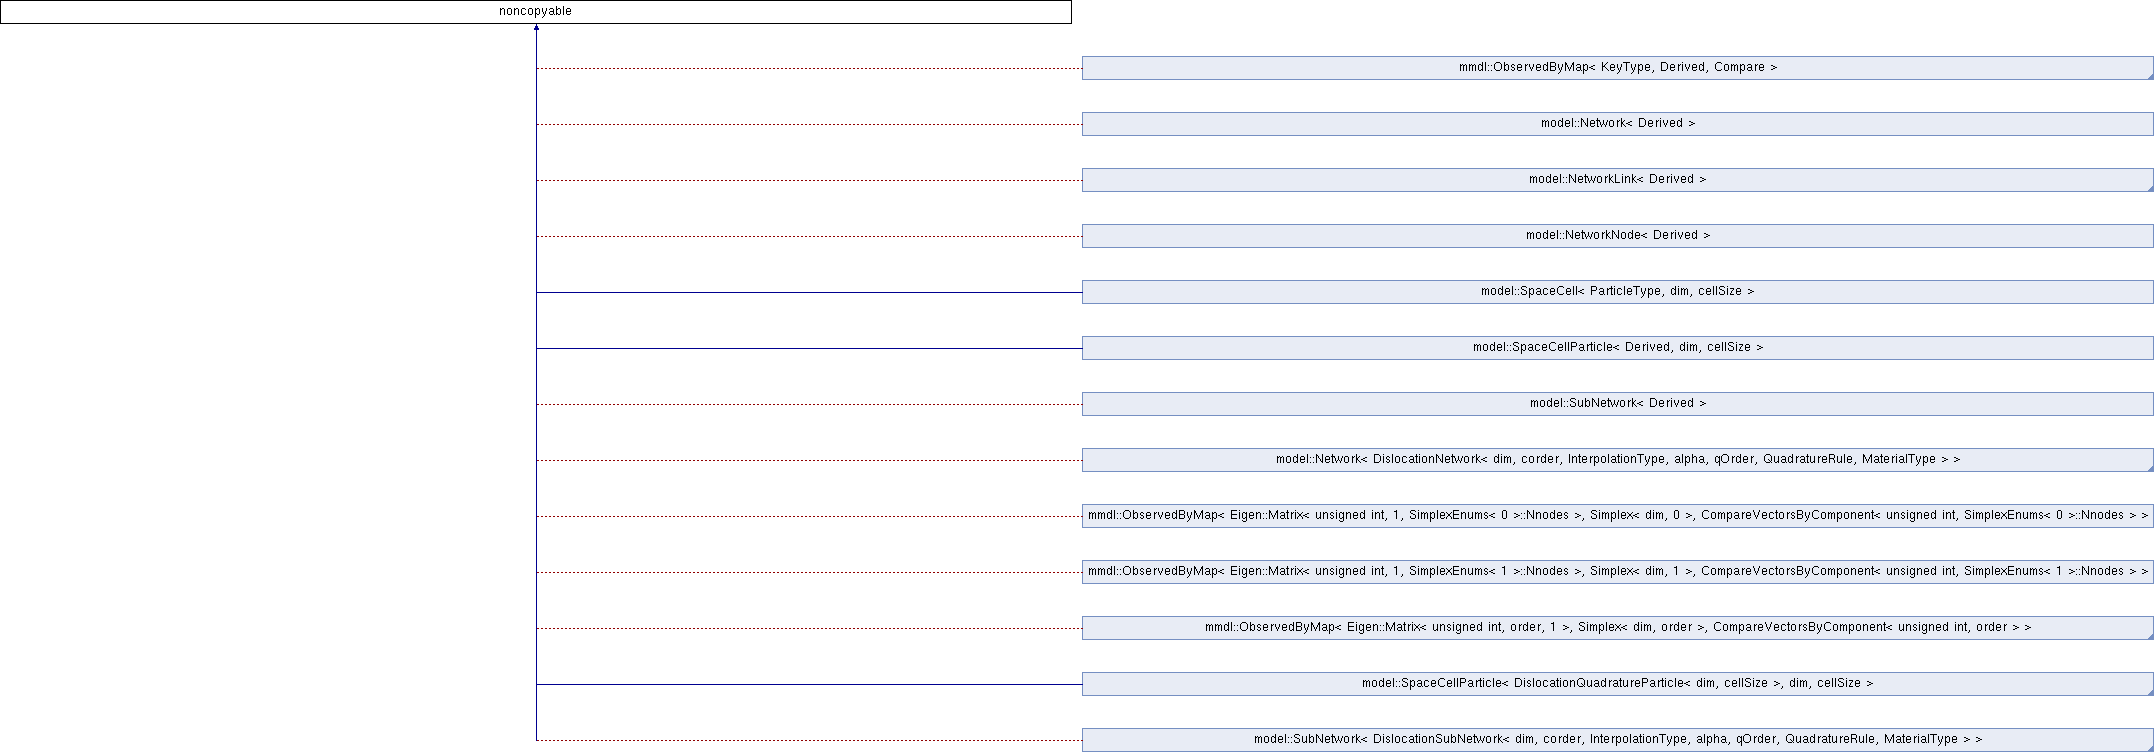 noncopyable
mmdl::ObservedByMap< KeyType, Derived, Compare >
model::Network< Derived >
model::NetworkLink< Derived >
model::NetworkNode< Derived >
model::SpaceCell< ParticleType, dim, cellSize >
model::SpaceCellParticle< Derived, dim, cellSize >
model::SubNetwork< Derived >
model::Network< DislocationNetwork< dim, corder, InterpolationType, alpha, qOrder, QuadratureRule, MaterialType > >
mmdl::ObservedByMap< Eigen::Matrix< unsigned int, 1, SimplexEnums< 0 >::Nnodes >, Simplex< dim, 0 >, CompareVectorsByComponent< unsigned int, SimplexEnums< 0 >::Nnodes > >
mmdl::ObservedByMap< Eigen::Matrix< unsigned int, 1, SimplexEnums< 1 >::Nnodes >, Simplex< dim, 1 >, CompareVectorsByComponent< unsigned int, SimplexEnums< 1 >::Nnodes > >
mmdl::ObservedByMap< Eigen::Matrix< unsigned int, order, 1 >, Simplex< dim, order >, CompareVectorsByComponent< unsigned int, order > >
model::SpaceCellParticle< DislocationQuadratureParticle< dim, cellSize >, dim, cellSize >
model::SubNetwork< DislocationSubNetwork< dim, corder, InterpolationType, alpha, qOrder, QuadratureRule, MaterialType > >